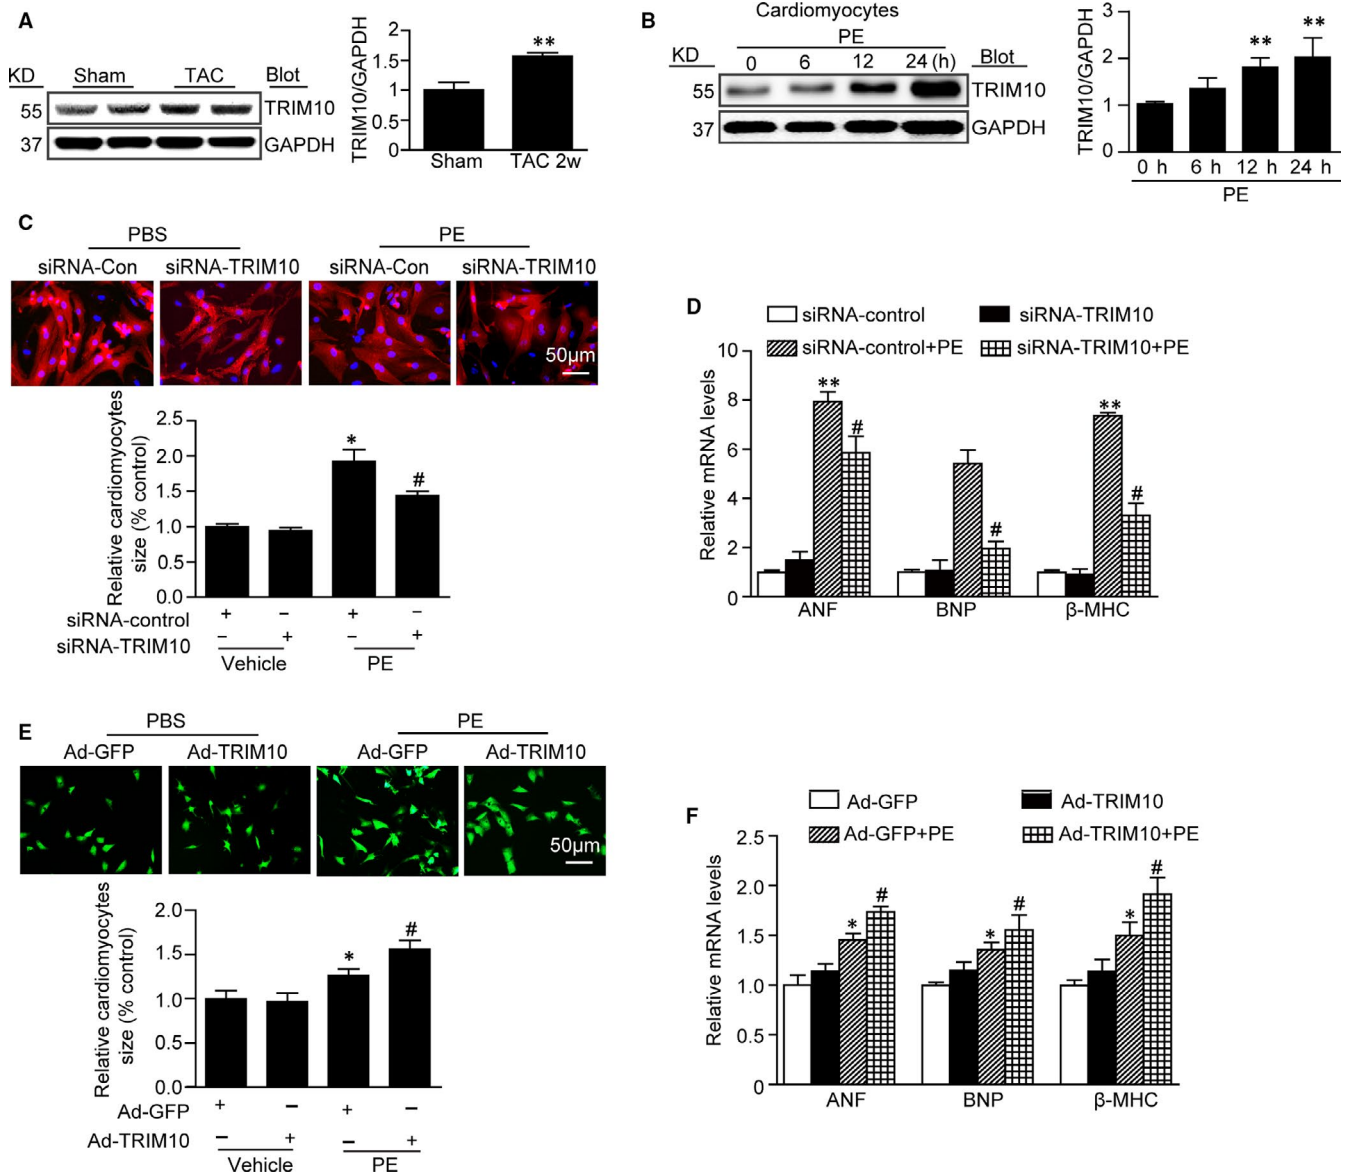 A
KD Sham TAC Blot
55 TRIM10
37 GAPDH
TRIM10/GAPDH
2
1.5
1
0.5
0
Sham TAC 2w
**
B
Cardiomyocytes
PE
KD 0 6 12 24 (h) Blot
55 TRIM10
37 GAPDH
TRIM10/GAPDH
3
2
1
0
** **
0 h 6 h 12 h 24 h
PE
C
PBS PE
siRNA-Con siRNA-TRIM10 siRNA-Con siRNA-TRIM10
50μm
Relative cardiomyocytes
size (% control)
2.5
2.0
1.5
1.0
0.5
0.0
* #
siRNA-control + − + −
siRNA-TRIM10 − + − +
Vehicle PE
D
siRNA-control siRNA-TRIM10
siRNA-control+PE siRNA-TRIM10+PE
Relative mRNA levels
10
8
6
4
2
0
** # # ** #
ANF BNP β-MHC
E
PBS PE
Ad-GFP Ad-TRIM10 Ad-GFP Ad-TRIM10
50μm
Relative cardiomyocytes
size (% control)
2.0
1.5
1.0
0.5
0.0
* #
Ad-GFP + − + −
Ad-TRIM10 − + − +
Vehicle PE
F
Ad-GFP Ad-TRIM10
Ad-GFP+PE Ad-TRIM10+PE
Relative mRNA levels
2.5
2.0
1.5
1.0
0.5
0
* # * # * #
ANF BNP β-MHC